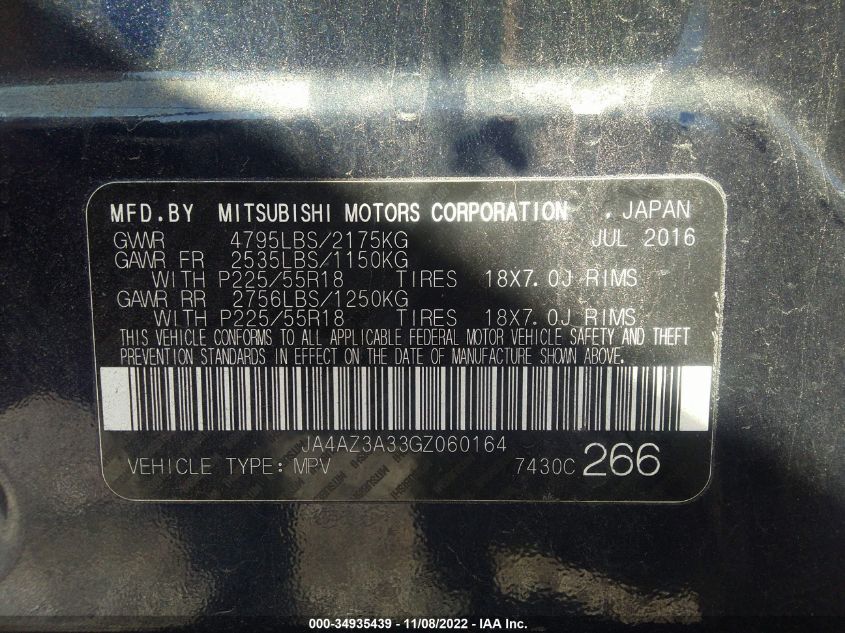 MFD.BY MITSUBISHI MOTORS CORPORATION , JAPAN
GVWR 4795LBS/2175KG JUL 2016
GAWR FR 2535LBS/1150KG
WITH P225/55R18 TIRES 18X7.0J RIMS
GAWR RR 2756LBS/1250KG
WITH P225/55R18 TIRES 18X7.0J RIMS
THIS VEHICLE CONFORMS TO ALL APPLICABLE FEDERAL MOTOR VEHICLE SAFETY AND THEFT
PREVENTION STANDARDS IN EFFECT ON THE DATE OF MANUFACTURE SHOWN ABOVE.
JA4AZ3A33GZ060164
VEHICLE TYPE: MPV 7430C 266
000-34935439 - 11/08/2022 - IAA Inc.